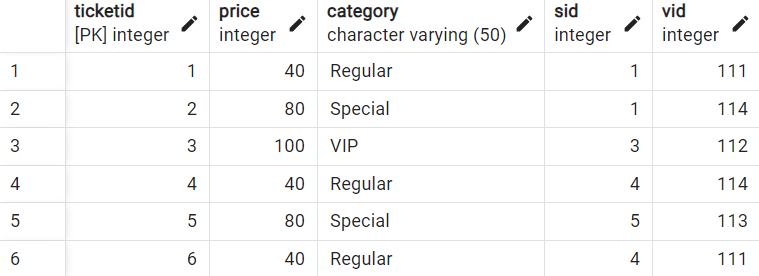 ticketid price category sid vid
[PK] integer integer character varying (50) integer integer
1 1 40 Regular 1 111
2 2 80 Special 1 114
3 3 100 VIP 3 112
4 4 40 Regular 4 114
5 5 80 Special 5 113
6 6 40 Regular 4 111